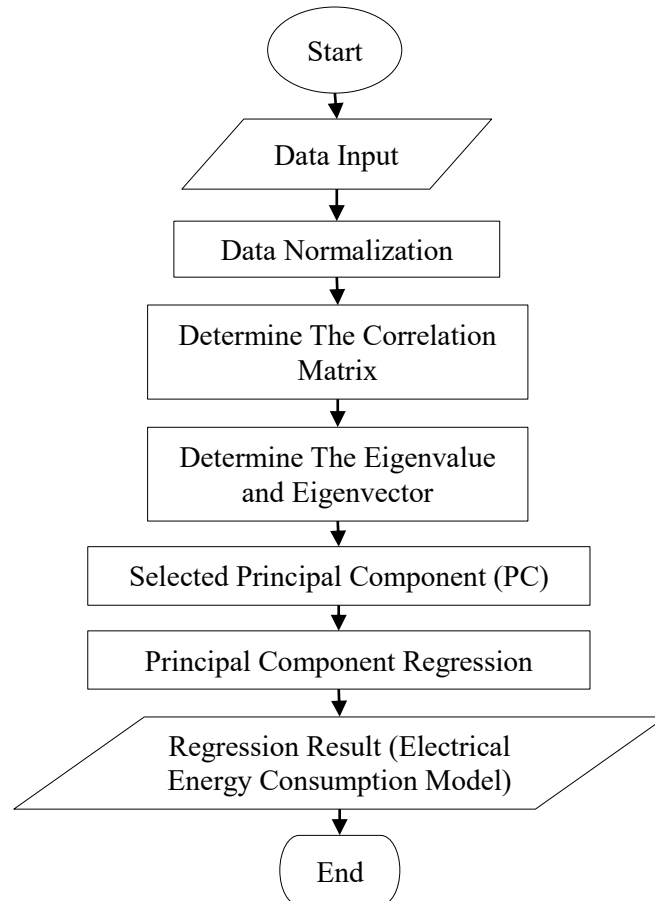 Start
Data Input
Data Normalization
Determine The Correlation
Matrix
Determine The Eigenvalue
and Eigenvector
Selected Principal Component (PC)
Principal Component Regression
Regression Result (Electrical
Energy Consumption Model)
End